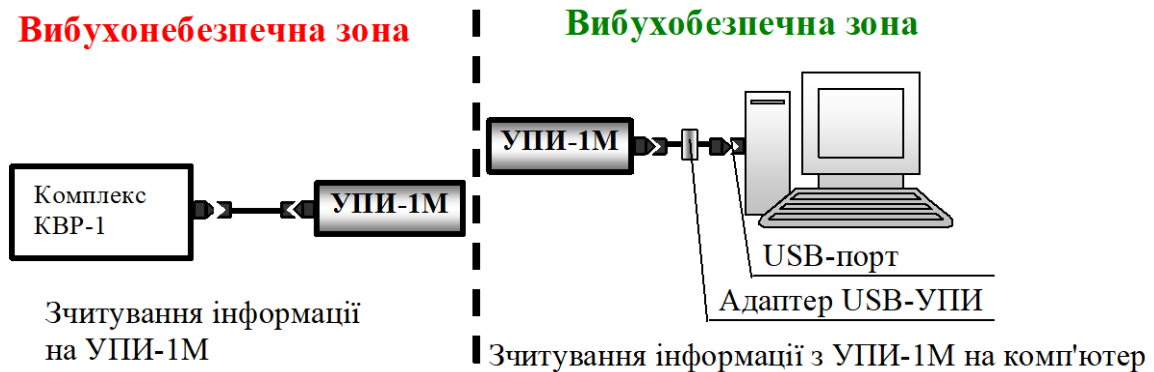 Вибухонебезпечна зона
Комплекс
КВР-1
УПИ-1М
Зчитування інформації
на УПИ-1М
Вибухобезпечна зона
УПИ-1М
USB-порт
Адаптер USB-УПИ
Зчитування інформації з УПИ-1М на комп'ютер